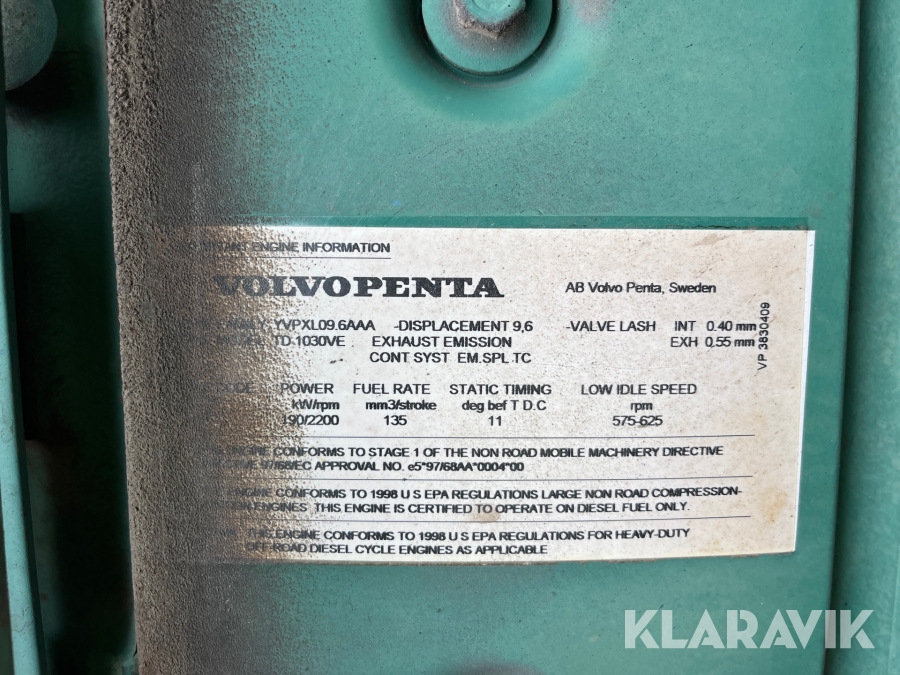 ENGINE INFORMATION
VOLVO PENTA AB Volvo Penta, Sweden
YVPXL09.6AAA -DISPLACEMENT 9,6 -VALVE LASH INT 0.40 mm
TD 1030VE EXHAUST EMISSION EXH 0.55 mm
CONT SYST EM.SPL.TC
VP 3830409
CODE POWER FUEL RATE STATIC TIMING LOW IDLE SPEED
kW/rpm mm3/stroke deg bef T D.C rpm
190/2200 135 11 575-625
ENGINE CONFORMS TO STAGE 1 OF THE NON ROAD MOBILE MACHINERY DIRECTIVE
97/68/EC APPROVAL NO. e5*97/68AA*0004*00
ENGINE CONFORMS TO 1998 U S EPA REGULATIONS LARGE NON ROAD COMPRESSION-
ENGINES THIS ENGINE IS CERTIFIED TO OPERATE ON DIESEL FUEL ONLY.
THIS ENGINE CONFORMS TO 1998 U S EPA REGULATIONS FOR HEAVY-DUTY
OFF-ROAD DIESEL CYCLE ENGINES AS APPLICABLE
KLARAVIK